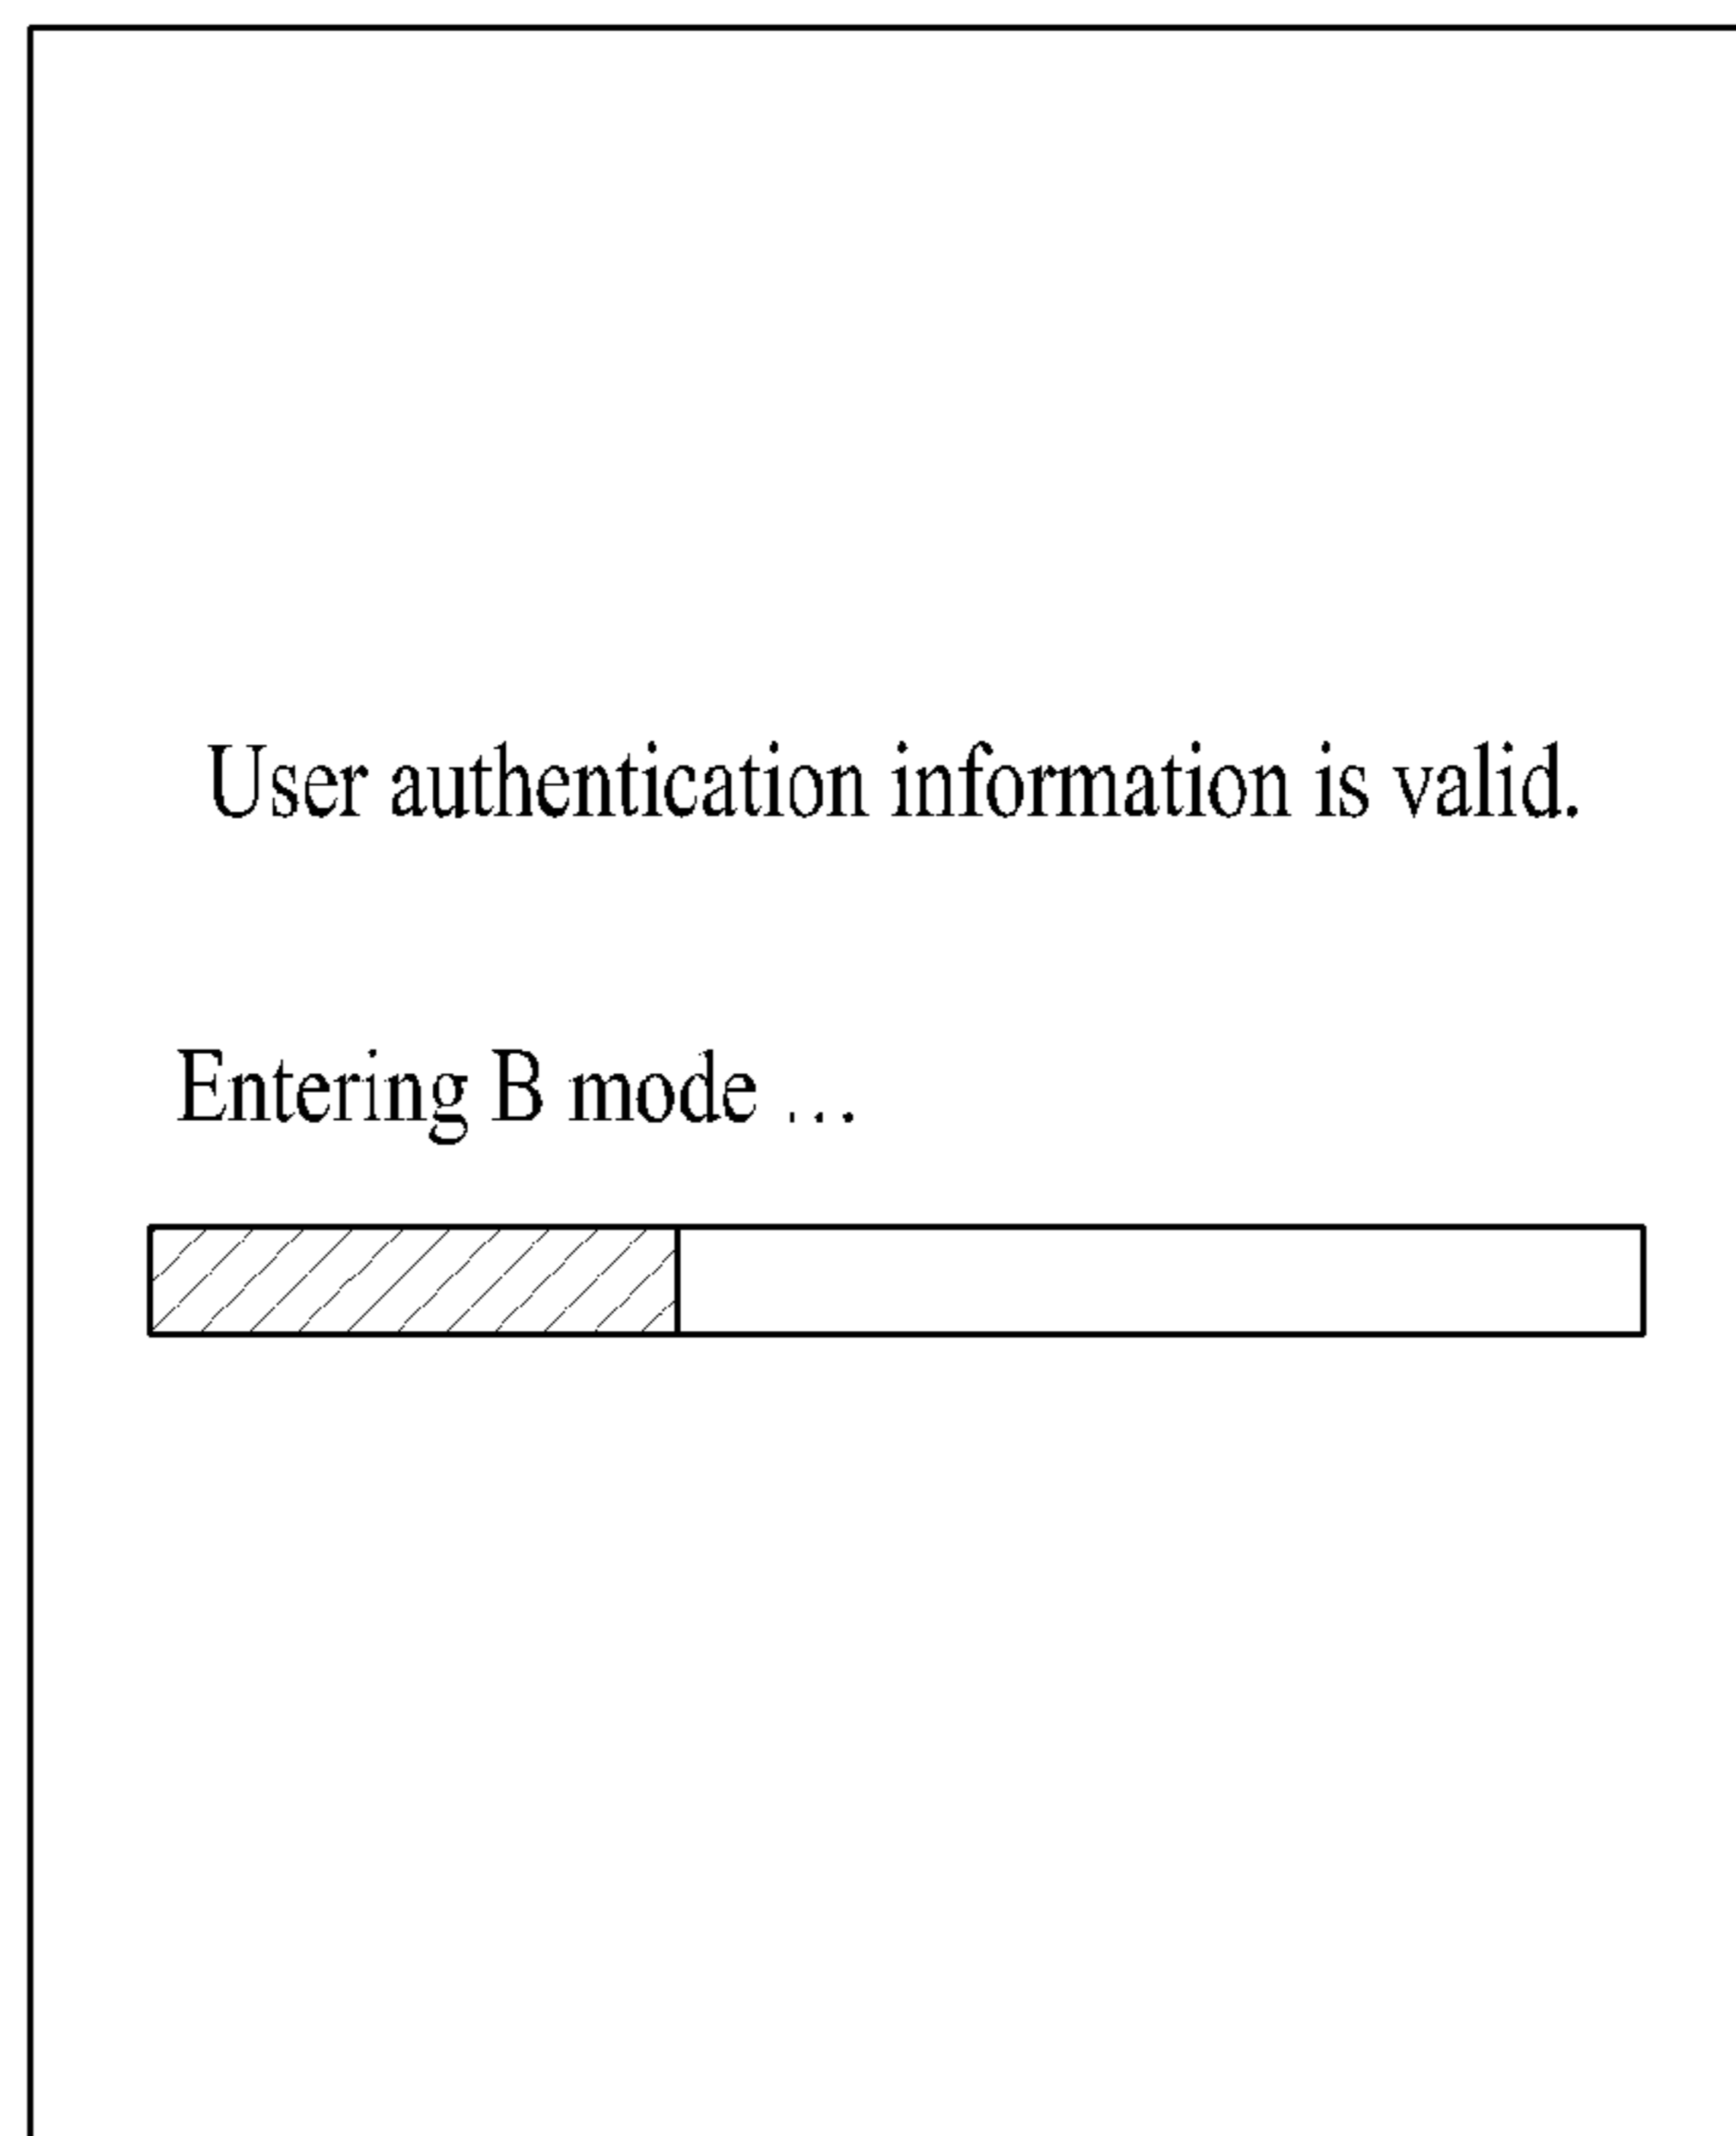 User authentication information is valid.
Entering B mode ...